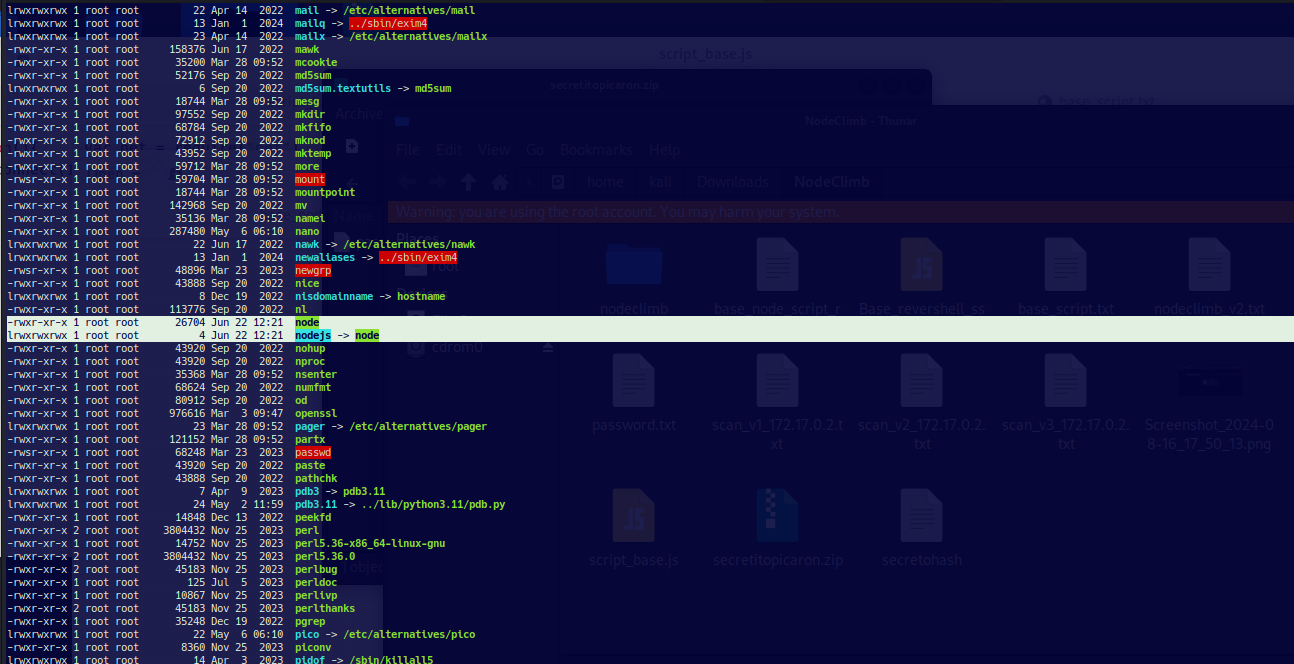 lrwxrwxrwx 1 root root 22 Apr 14 2022 mail -> /etc/alternatives/mail
lrwxrwxrwx 1 root root 13 Jan 1 2024 mailq -> ../sbin/exim4
lrwxrwxrwx 1 root root 23 Apr 14 2022 mailx -> /etc/alternatives/mailx
-rwxr-xr-x 1 root root 158376 Jun 17 2022 mawk
-rwxr-xr-x 1 root root 35200 Mar 28 09:52 mcookie
-rwxr-xr-x 1 root root 52176 Sep 20 2022 md5sum
lrwxrwxrwx 1 root root 6 Sep 20 2022 md5sum.textutils -> md5sum
-rwxr-xr-x 1 root root 18744 Mar 28 09:52 mesg
-rwxr-xr-x 1 root root 97552 Sep 20 2022 mkdir
-rwxr-xr-x 1 root root 68784 Sep 20 2022 mkfifo
-rwxr-xr-x 1 root root 72912 Sep 20 2022 mknod
-rwxr-xr-x 1 root root 43952 Sep 20 2022 mktemp
-rwxr-xr-x 1 root root 59712 Mar 28 09:52 more
-rwsr-xr-x 1 root root 59704 Mar 28 09:52 mount
-rwxr-xr-x 1 root root 18744 Mar 28 09:52 mountpoint
-rwxr-xr-x 1 root root 142968 Sep 20 2022 mv
-rwxr-xr-x 1 root root 35136 Mar 28 09:52 namei
-rwxr-xr-x 1 root root 287480 May 6 06:10 nano
lrwxrwxrwx 1 root root 22 Jun 17 2022 nawk -> /etc/alternatives/nawk
lrwxrwxrwx 1 root root 13 Jan 1 2024 newaliases -> ../sbin/exim4
-rwsr-xr-x 1 root root 48896 Mar 23 2023 newgrp
-rwxr-xr-x 1 root root 43888 Sep 20 2022 nice
lrwxrwxrwx 1 root root 8 Dec 19 2022 nisdomainname -> hostname
-rwxr-xr-x 1 root root 113776 Sep 20 2022 nl
-rwxr-xr-x 1 root root 26704 Jun 22 12:21 node
lrwxrwxrwx 1 root root 4 Jun 22 12:21 nodejs -> node
-rwxr-xr-x 1 root root 43920 Sep 20 2022 nohup
-rwxr-xr-x 1 root root 43920 Sep 20 2022 nproc
-rwxr-xr-x 1 root root 35368 Mar 28 09:52 nsenter
-rwxr-xr-x 1 root root 68624 Sep 20 2022 numfmt
-rwxr-xr-x 1 root root 80912 Sep 20 2022 od
-rwxr-xr-x 1 root root 976616 Mar 3 09:47 openssl
lrwxrwxrwx 1 root root 23 Mar 28 09:52 pager -> /etc/alternatives/pager
-rwxr-xr-x 1 root root 121152 Mar 28 09:52 partx
-rwsr-xr-x 1 root root 68248 Mar 23 2023 passwd
-rwxr-xr-x 1 root root 43920 Sep 20 2022 paste
-rwxr-xr-x 1 root root 43888 Sep 20 2022 pathchk
lrwxrwxrwx 1 root root 7 Apr 9 2023 pdb3 -> pdb3.11
lrwxrwxrwx 1 root root 24 May 2 11:59 pdb3.11 -> ../lib/python3.11/pdb.py
-rwxr-xr-x 1 root root 14848 Dec 13 2022 peekfd
-rwxr-xr-x 2 root root 3804432 Nov 25 2023 perl
-rwxr-xr-x 1 root root 14752 Nov 25 2023 perl5.36-x86_64-linux-gnu
-rwxr-xr-x 2 root root 3804432 Nov 25 2023 perl5.36.0
-rwxr-xr-x 2 root root 45183 Nov 25 2023 perlbug
-rwxr-xr-x 1 root root 125 Jul 5 2023 perldoc
-rwxr-xr-x 1 root root 10867 Nov 25 2023 perlivp
-rwxr-xr-x 2 root root 45183 Nov 25 2023 perlthanks
-rwxr-xr-x 1 root root 35248 Dec 19 2022 pgrep
lrwxrwxrwx 1 root root 22 May 6 06:10 pico -> /etc/alternatives/pico
-rwxr-xr-x 1 root root 8360 Nov 25 2023 piconv
lrwxrwxrwx 1 root root 14 Apr 3 2023 pidof -> /sbin/killall5
script_base.js
secretitopicaron.zip
base_script.txt
Archive
NodeClimb - Thunar
File Edit View Go Bookmarks Help
home kali Downloads NodeClimb
Warning: you are using the root account. You may harm your system.
Places
root
cdrom0
nodeclimb base_node_script_r Base_revershell_ss base_script.txt nodeclimb_v2.txt
password.txt scan_v1_172.17.0.2.t scan_v2_172.17.0.2. scan_v3_172.17.0.2. Screenshot_2024-0
xt txt txt 8-16_17_50_13.png
script_base.js secretitopicaron.zip secretohash